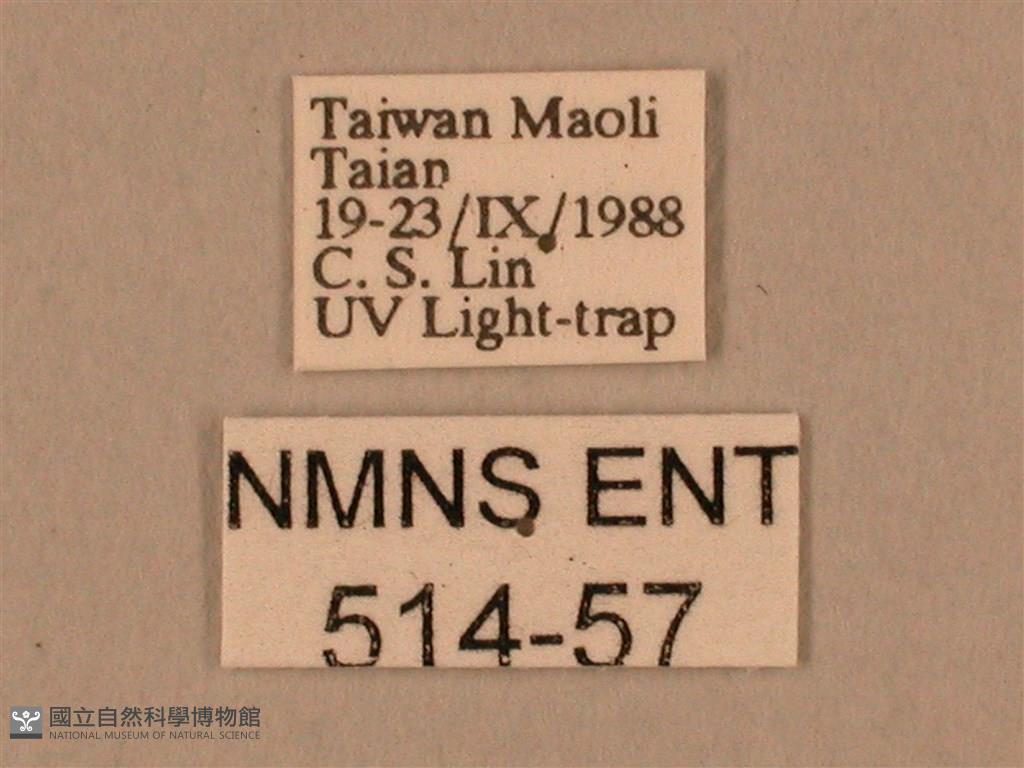 Taiwan Maoli
Taian
19-23/IX/1988
C. S. Lin
UV Light-trap
NMNS ENT
514-57
國立自然科學博物館
NATIONAL MUSEUM OF NATURAL SCIENCE